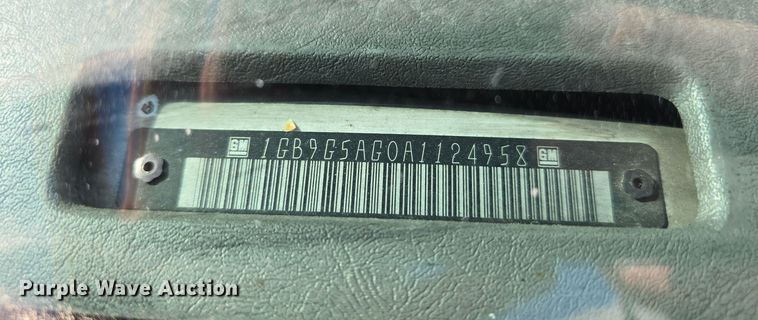 GM 1GB9G5AG0A1124958 GM
Purple Wave Auction